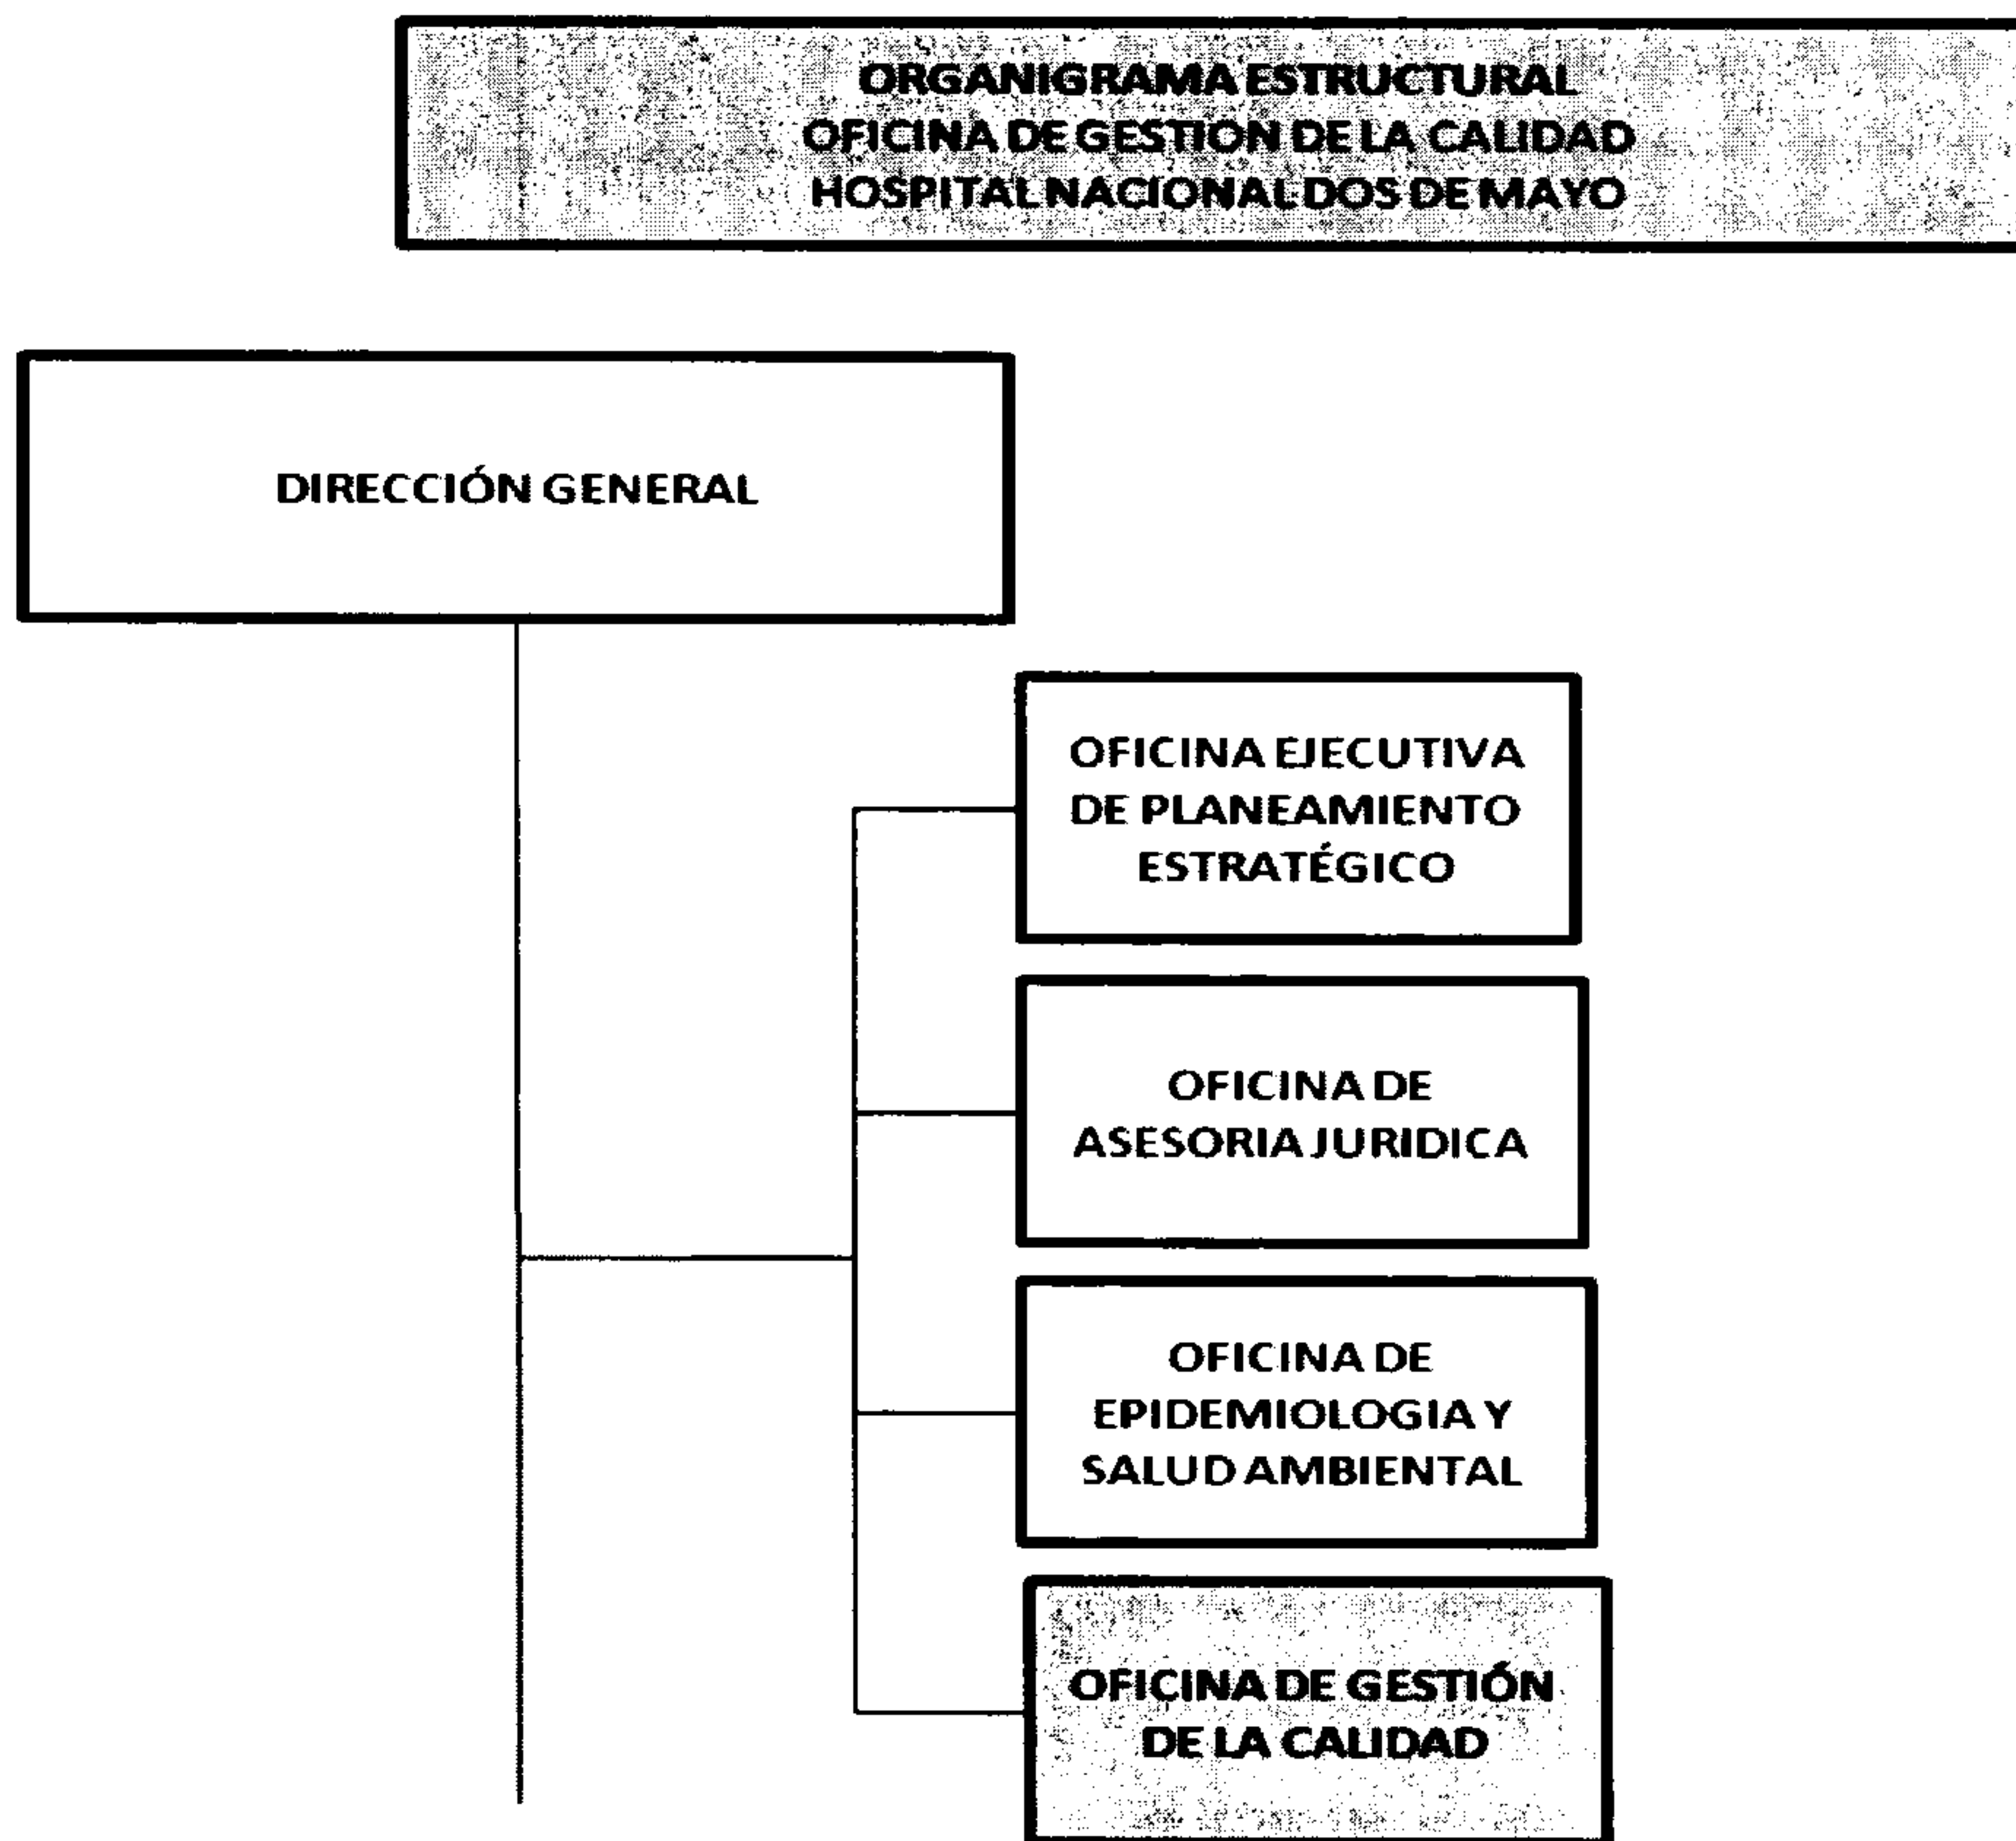 ORGANIGRAMA ESTRUCTURAL
OFICINA DE GESTION DE LA CALIDAD
HOSPITAL NACIONAL DOS DE MAYO
DIRECCIÓN GENERAL
OFICINA EJECUTIVA
DE PLANEAMIENTO
ESTRATÉGICO
OFICINA DE
ASESORIA JURIDICA
OFICINA DE
EPIDEMIOLOGIA Y
SALUD AMBIENTAL
OFICINA DE GESTIÓN
DE LA CALIDAD